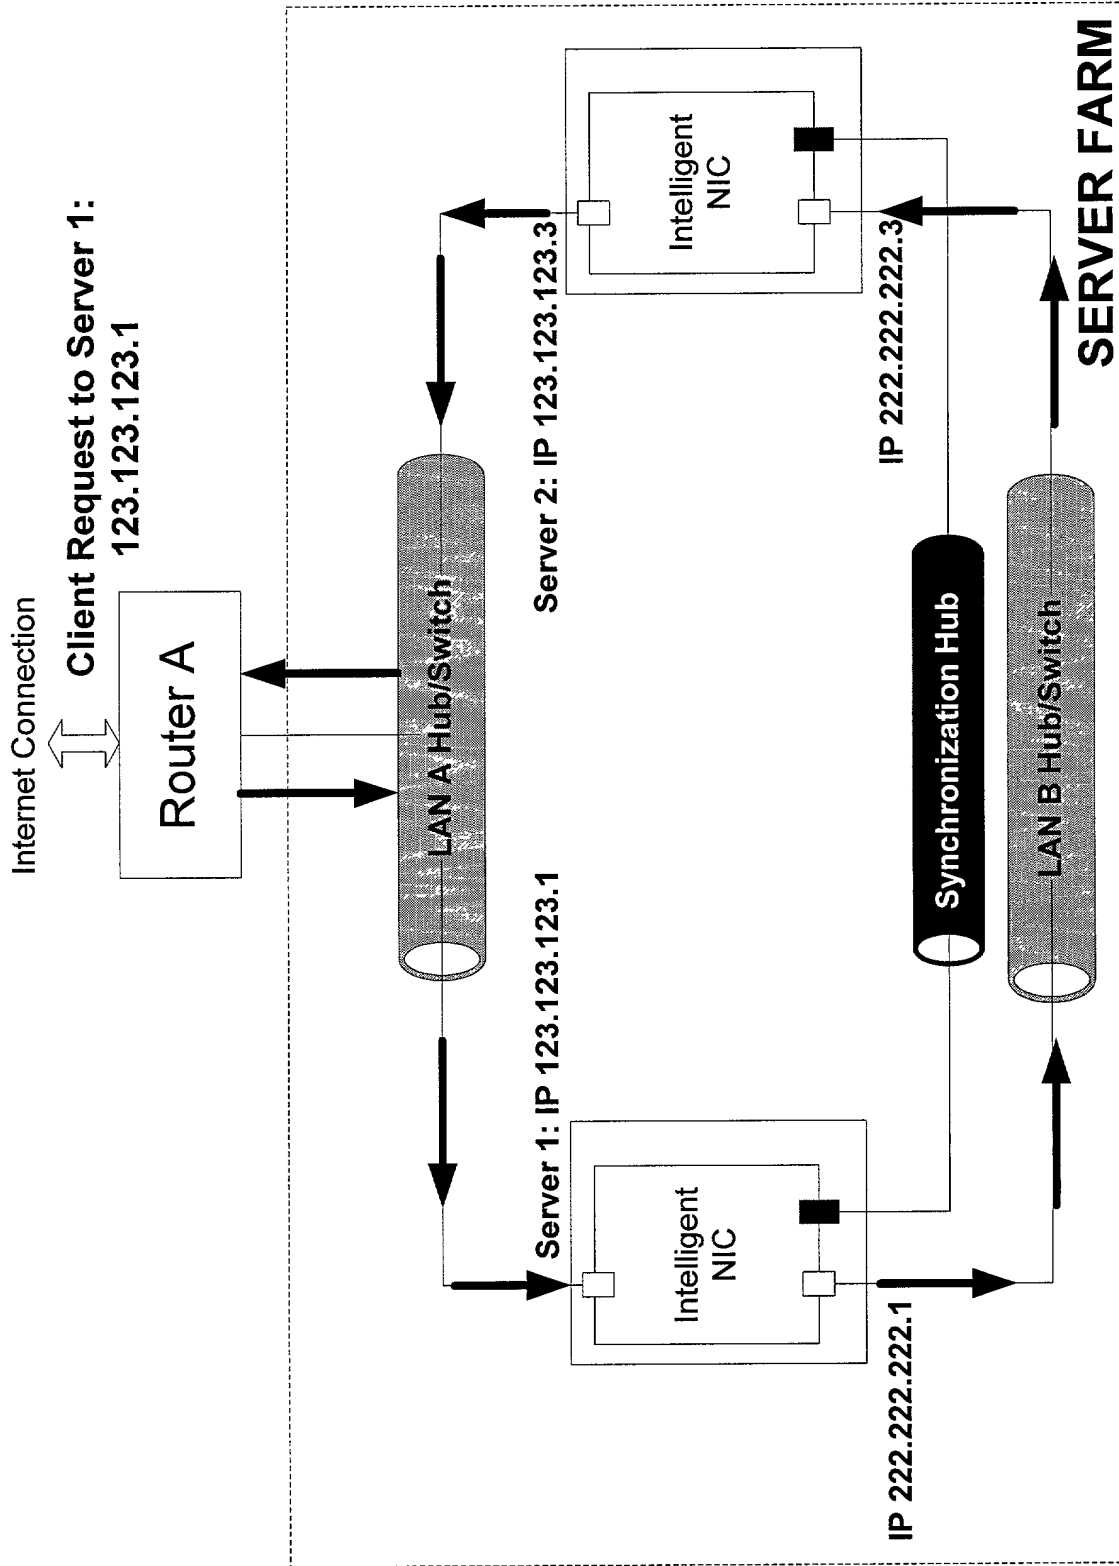 Internet Connection
Client Request to Server 1:
123.123.123.1
Router A
LAN A Hub/Switch
Server 1: IP 123.123.123.1
Server 2: IP 123.123.123.3
Intelligent
NIC
Intelligent
NIC
IP 222.222.222.1
IP 222.222.222.3
Synchronization Hub
LAN B Hub/Switch
SERVER FARM